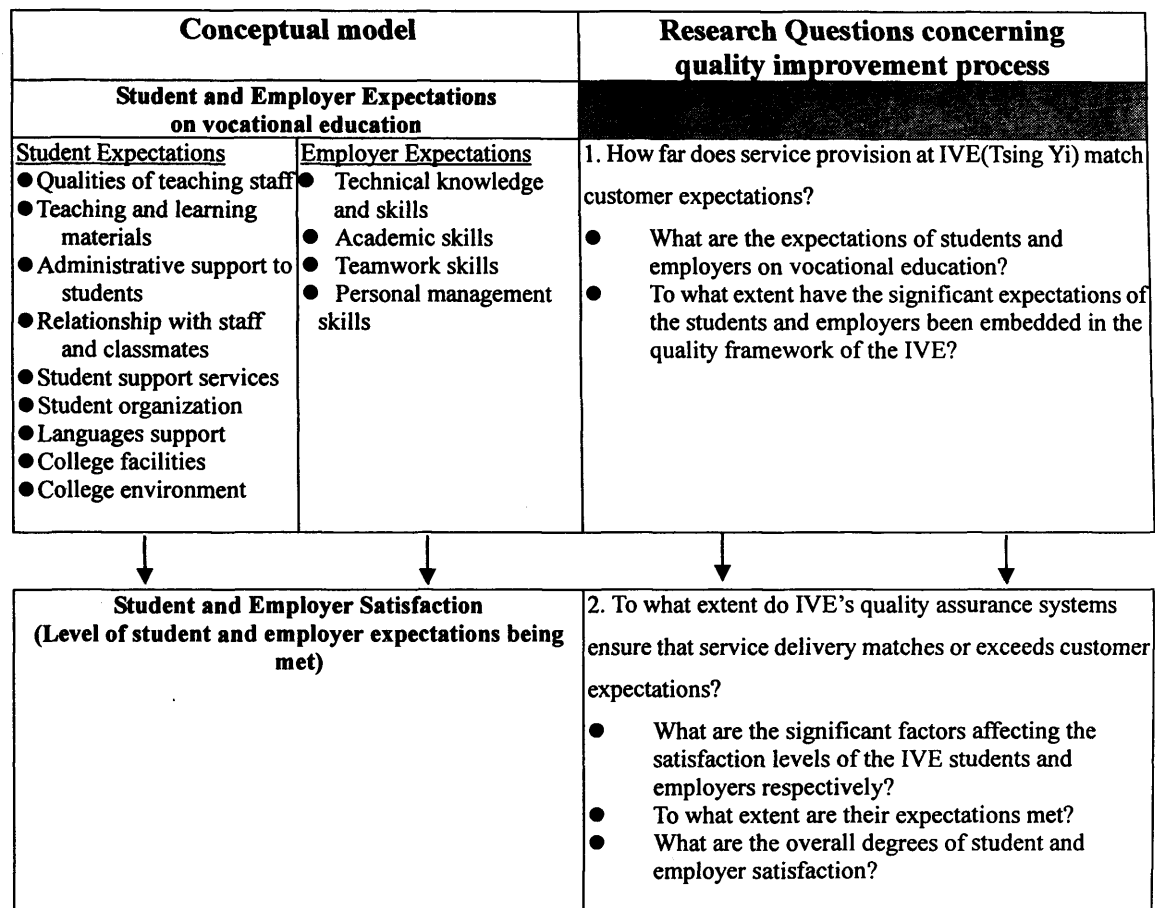 Conceptual model
Research Questions concerning
quality improvement process
Student and Employer Expectations
on vocational education
Student Expectations
● Qualities of teaching staff
● Teaching and learning
materials
● Administrative support to
students
● Relationship with staff
and classmates
● Student support services
● Student organization
● Languages support
● College facilities
● College environment
Employer Expectations
● Technical knowledge
and skills
● Academic skills
● Teamwork skills
● Personal management
skills
1. How far does service provision at IVE(Tsing Yi) match
customer expectations?
● What are the expectations of students and
employers on vocational education?
● To what extent have the significant expectations of
the students and employers been embedded in the
quality framework of the IVE?
Student and Employer Satisfaction
(Level of student and employer expectations being
met)
2. To what extent do IVE's quality assurance systems
ensure that service delivery matches or exceeds customer
expectations?
● What are the significant factors affecting the
satisfaction levels of the IVE students and
employers respectively?
● To what extent are their expectations met?
● What are the overall degrees of student and
employer satisfaction?